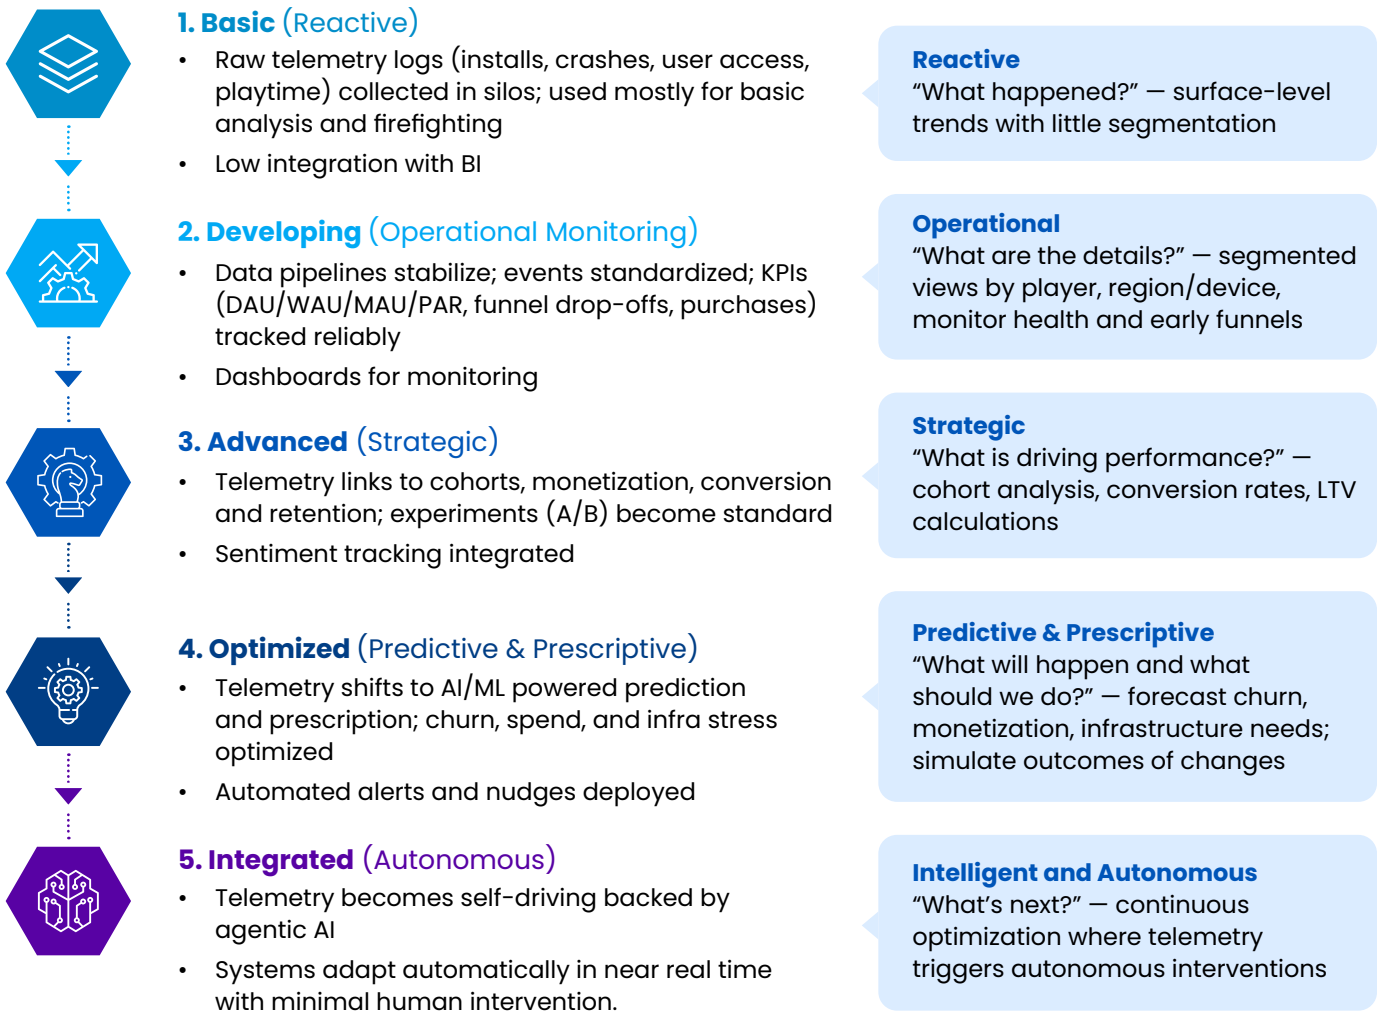 1. Basic (Reactive)
• Raw telemetry logs (installs, crashes, user access,
playtime) collected in silos; used mostly for basic
analysis and firefighting
• Low integration with BI
Reactive
“What happened?” — surface-level
trends with little segmentation
2. Developing (Operational Monitoring)
• Data pipelines stabilize; events standardized; KPIs
(DAU/WAU/MAU/PAR, funnel drop-offs, purchases)
tracked reliably
• Dashboards for monitoring
Operational
“What are the details?” — segmented
views by player, region/device,
monitor health and early funnels
3. Advanced (Strategic)
• Telemetry links to cohorts, monetization, conversion
and retention; experiments (A/B) become standard
• Sentiment tracking integrated
Strategic
“What is driving performance?” —
cohort analysis, conversion rates, LTV
calculations
4. Optimized (Predictive & Prescriptive)
• Telemetry shifts to AI/ML powered prediction
and prescription; churn, spend, and infra stress
optimized
• Automated alerts and nudges deployed
Predictive & Prescriptive
“What will happen and what
should we do?” — forecast churn,
monetization, infrastructure needs;
simulate outcomes of changes
5. Integrated (Autonomous)
• Telemetry becomes self-driving backed by
agentic AI
• Systems adapt automatically in near real time
with minimal human intervention.
Intelligent and Autonomous
“What’s next?” — continuous
optimization where telemetry
triggers autonomous interventions